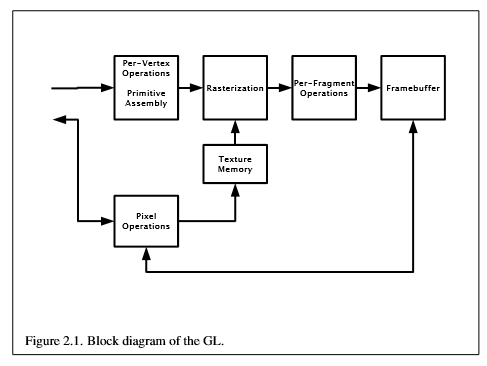 Per-Vertex
Operations
Primitive
Assembly
Rasterization
Per-Fragment
Operations
Framebuffer
Texture
Memory
Pixel
Operations
Figure 2.1. Block diagram of the GL.